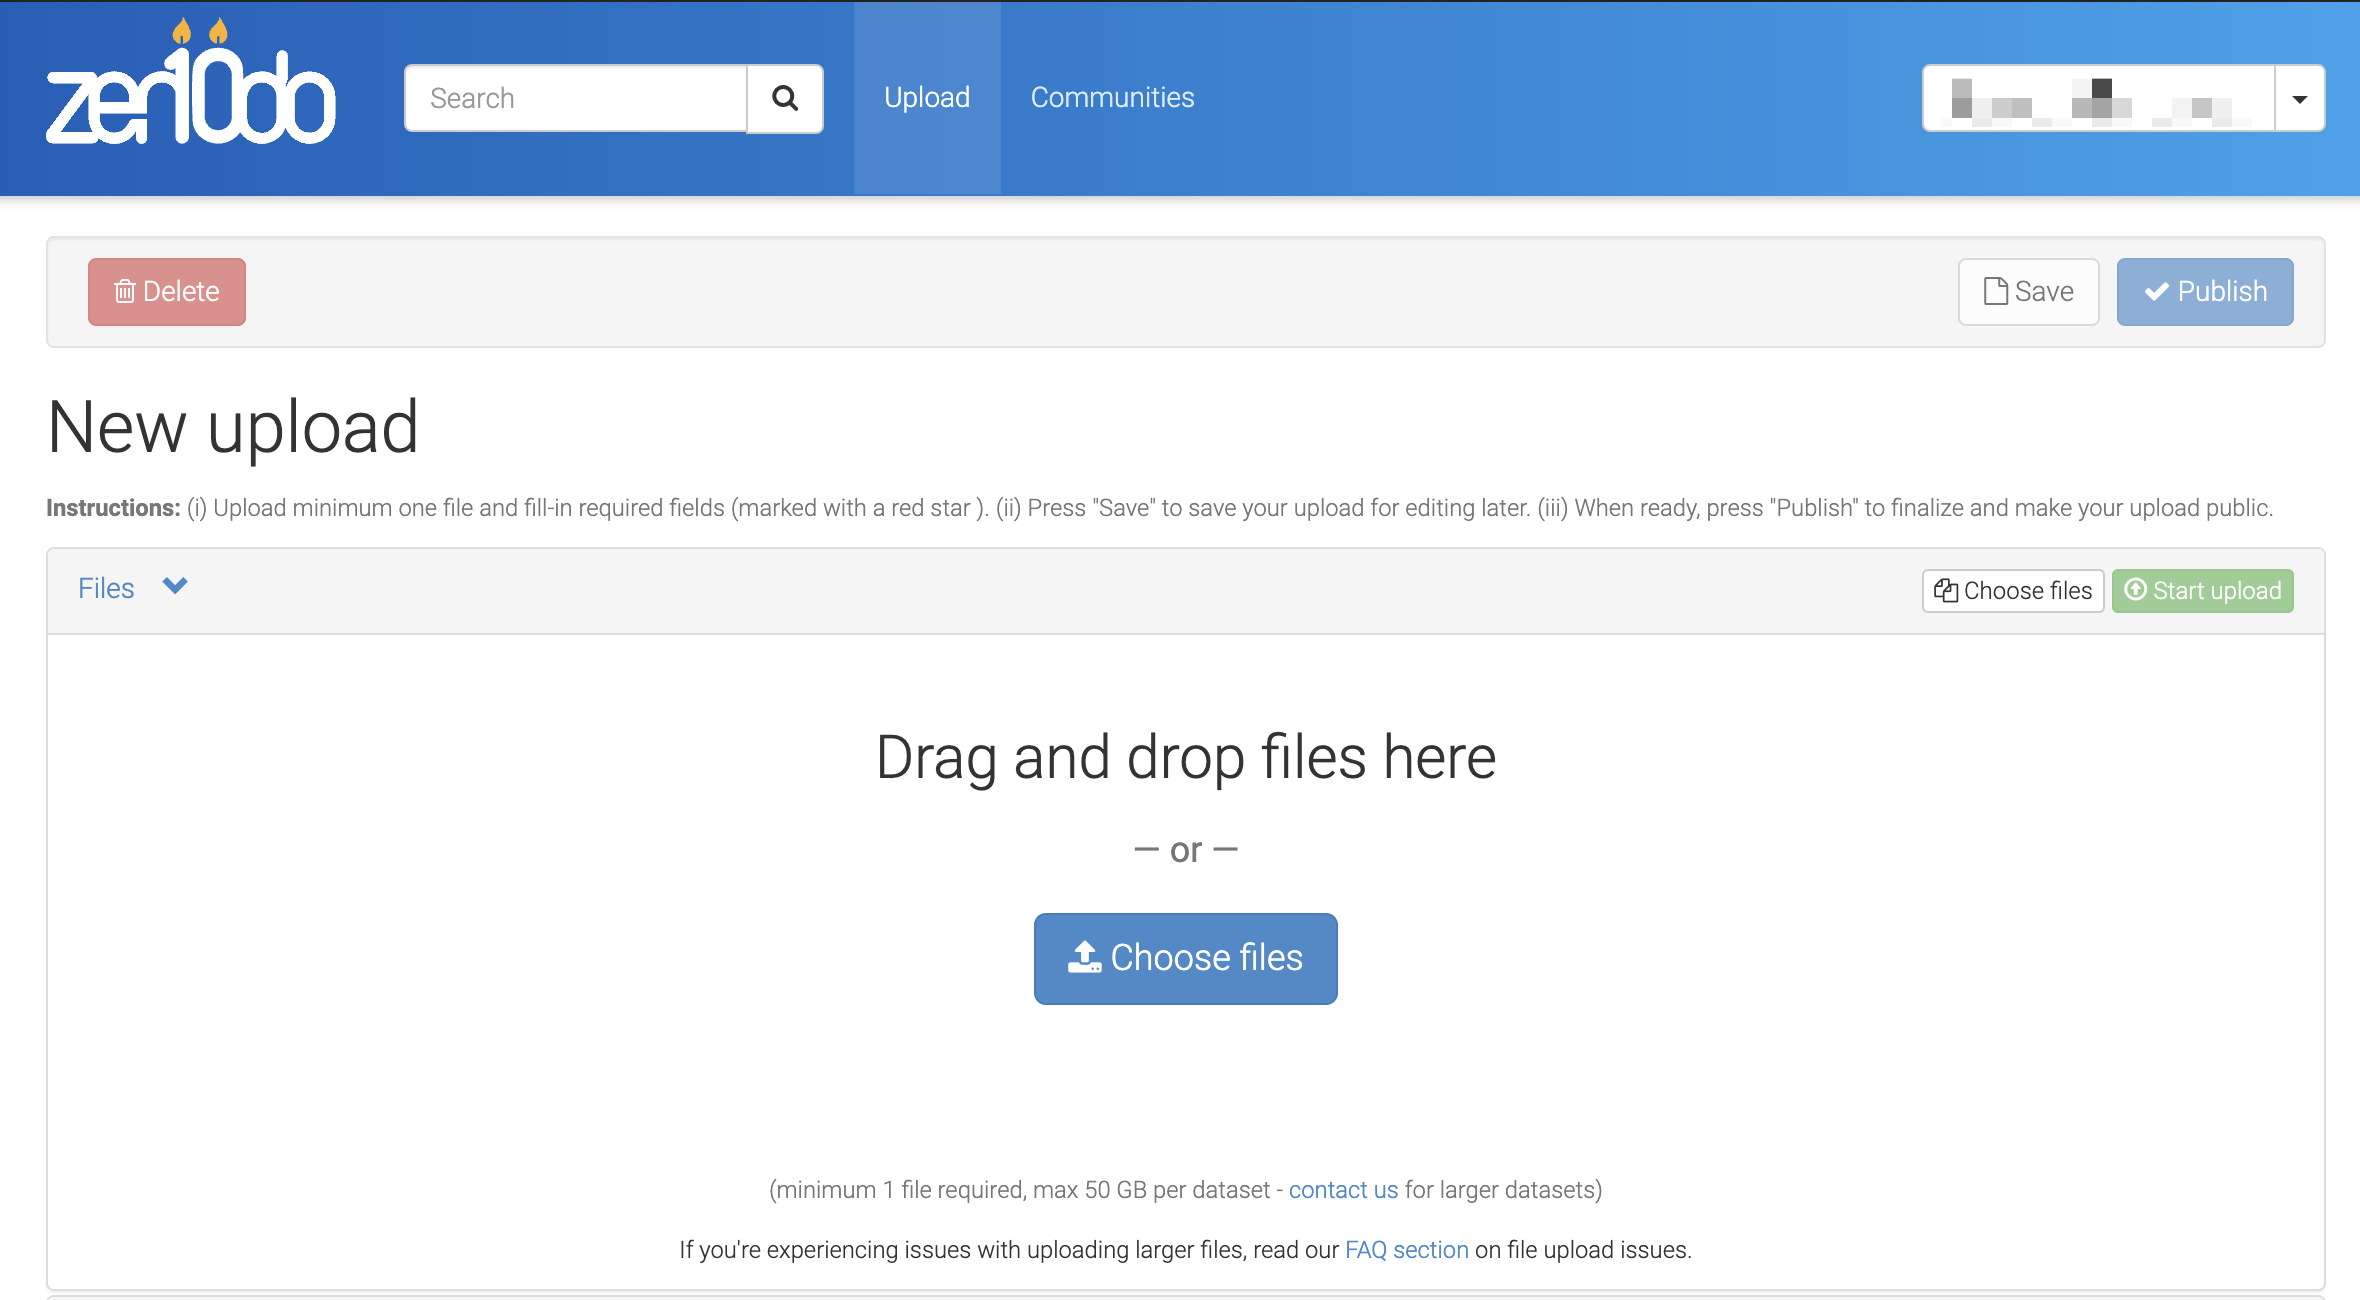 zen10do
Search
Upload
Communities
Delete
Save
Publish
New upload
Instructions: (i) Upload minimum one file and fill-in required fields (marked with a red star ). (ii) Press "Save" to save your upload for editing later. (iii) When ready, press "Publish" to finalize and make your upload public.
Files
Choose files
Start upload
Drag and drop files here
— or —
Choose files
(minimum 1 file required, max 50 GB per dataset - contact us for larger datasets)
If you're experiencing issues with uploading larger files, read our FAQ section on file upload issues.